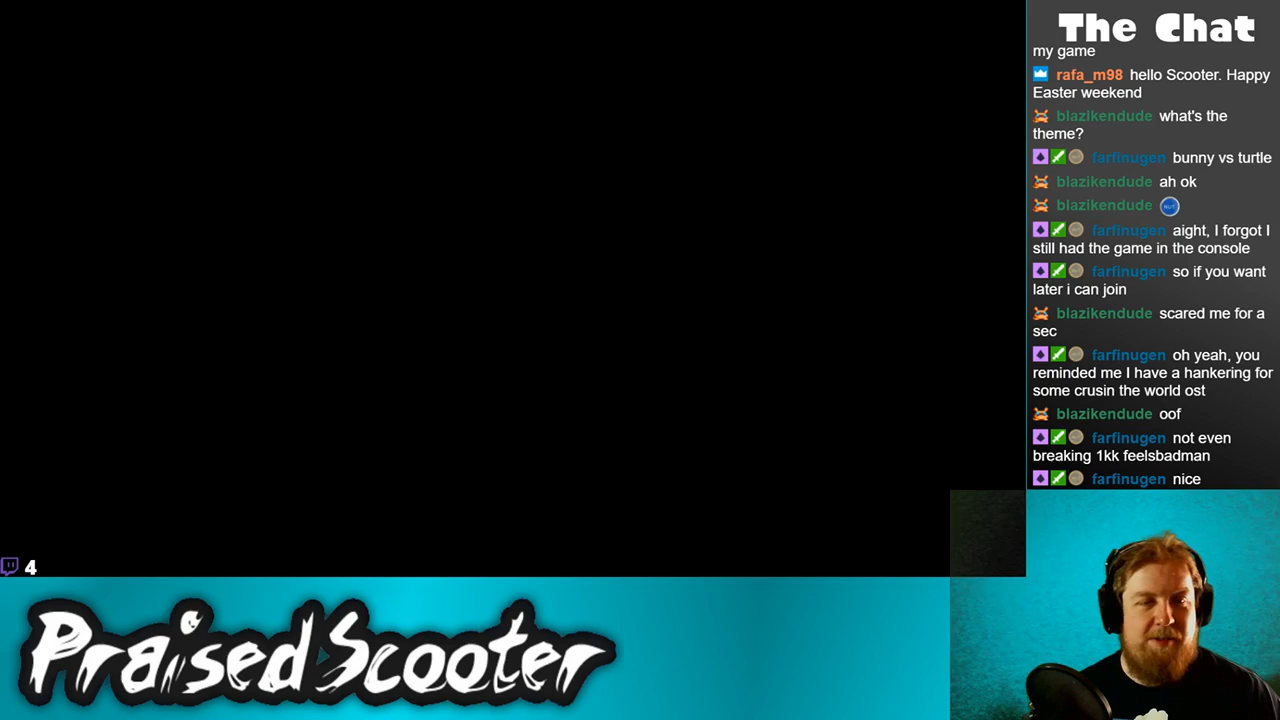 The Chat
my game
rafa_m98 hello Scooter. Happy
Easter weekend
blazikendude what's the
theme?
farfinugen bunny vs turtle
blazikendude ah ok
blazikendude
farfinugen aight, I forgot I
still had the game in the console
farfinugen so if you want
later i can join
blazikendude scared me for a
sec
farfinugen oh yeah, you
reminded me I have a hankering for
some crusin the world ost
blazikendude oof
farfinugen not even
breaking 1kk feelsbadman
farfinugen nice
4
PraisedScooter